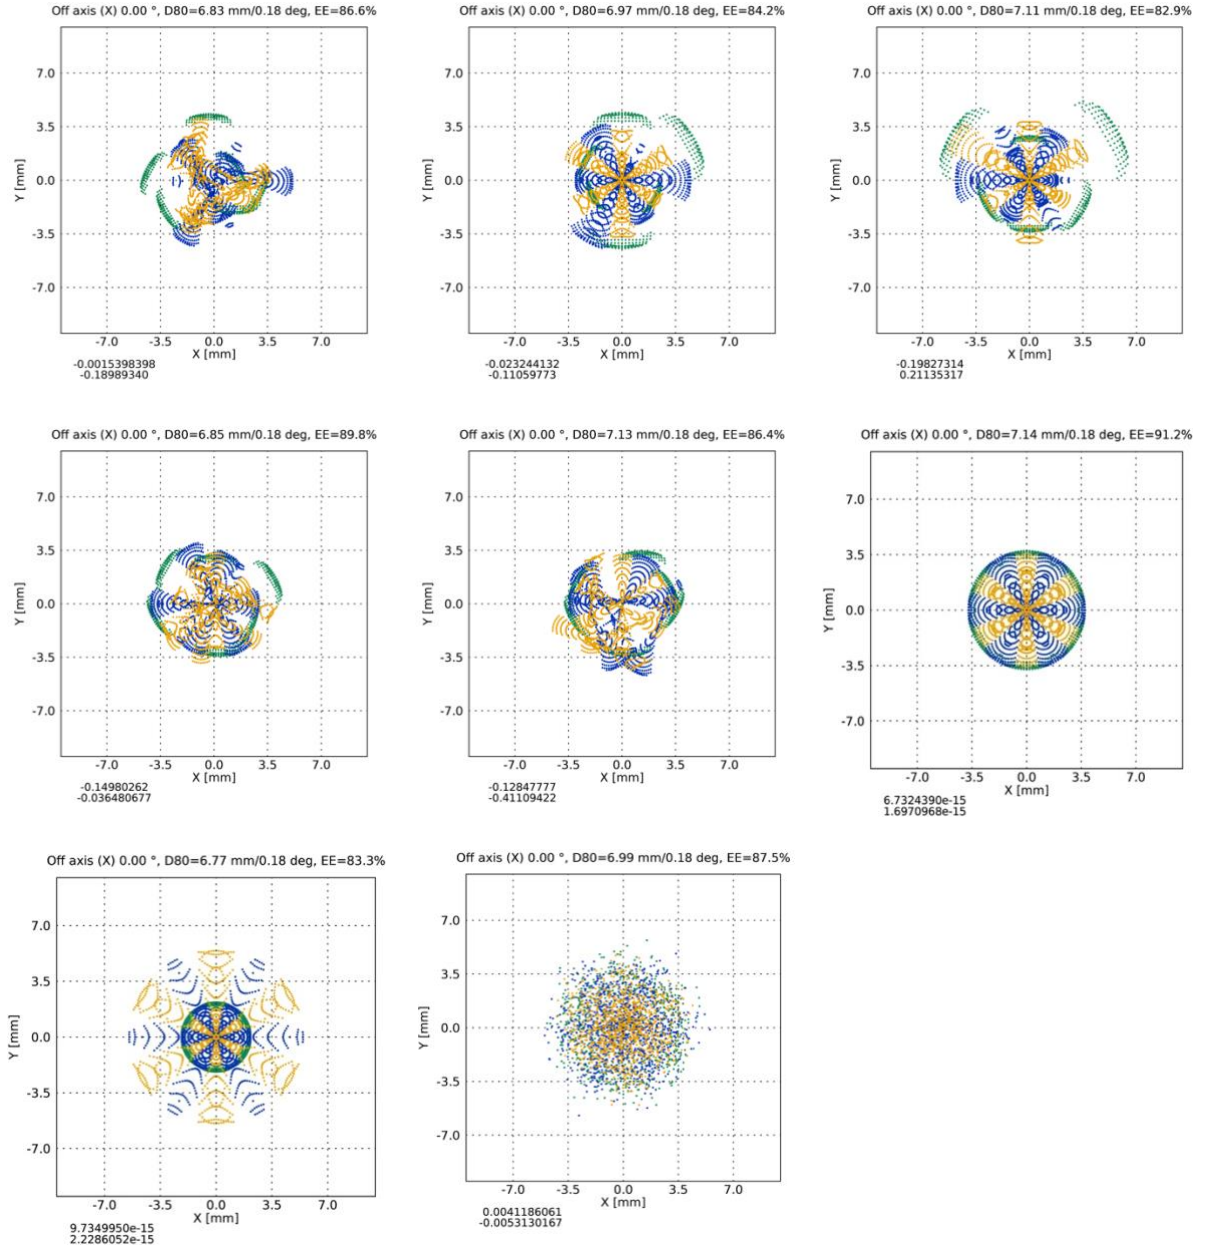 Off axis (X) 0.00 °, D80=6.83 mm/0.18 deg, EE=86.6%
7.0
3.5
0.0
-3.5
-7.0
Y [mm]
-7.0 -3.5 0.0 3.5 7.0
X [mm]
-0.0015398398
-0.18989340
Off axis (X) 0.00 °, D80=6.97 mm/0.18 deg, EE=84.2%
7.0
3.5
0.0
-3.5
-7.0
Y [mm]
-7.0 -3.5 0.0 3.5 7.0
X [mm]
-0.023244132
-0.11059773
Off axis (X) 0.00 °, D80=7.11 mm/0.18 deg, EE=82.9%
7.0
3.5
0.0
-3.5
-7.0
Y [mm]
-7.0 -3.5 0.0 3.5 7.0
X [mm]
-0.19827314
0.21135317
Off axis (X) 0.00 °, D80=6.85 mm/0.18 deg, EE=89.8%
7.0
3.5
0.0
-3.5
-7.0
Y [mm]
-7.0 -3.5 0.0 3.5 7.0
X [mm]
-0.14980262
-0.036480677
Off axis (X) 0.00 °, D80=7.13 mm/0.18 deg, EE=86.4%
7.0
3.5
0.0
-3.5
-7.0
Y [mm]
-7.0 -3.5 0.0 3.5 7.0
X [mm]
-0.12847777
-0.41109422
Off axis (X) 0.00 °, D80=7.14 mm/0.18 deg, EE=91.2%
7.0
3.5
0.0
-3.5
-7.0
Y [mm]
-7.0 -3.5 0.0 3.5 7.0
X [mm]
6.7324390e-15
1.6970968e-15
Off axis (X) 0.00 °, D80=6.77 mm/0.18 deg, EE=83.3%
7.0
3.5
0.0
-3.5
-7.0
Y [mm]
-7.0 -3.5 0.0 3.5 7.0
X [mm]
9.7349950e-15
2.2286052e-15
Off axis (X) 0.00 °, D80=6.99 mm/0.18 deg, EE=87.5%
7.0
3.5
0.0
-3.5
-7.0
Y [mm]
-7.0 -3.5 0.0 3.5 7.0
X [mm]
0.0041186061
-0.0053130167